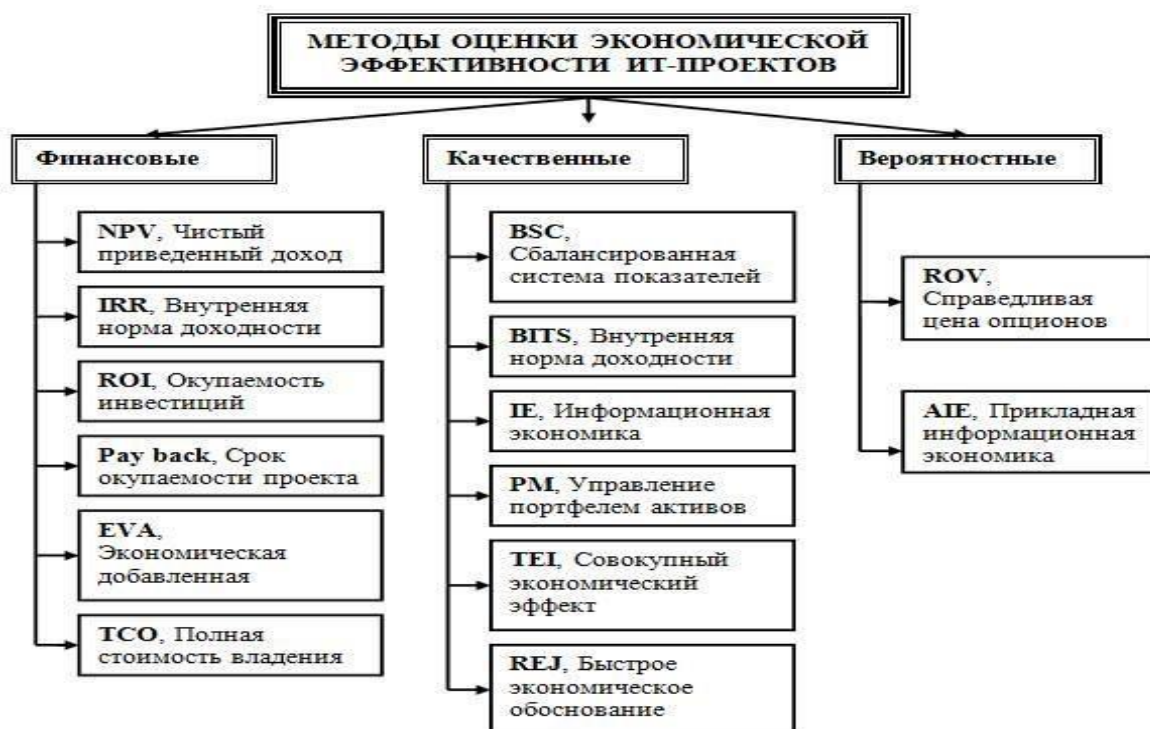 МЕТОДЫ ОЦЕНКИ ЭКОНОМИЧЕСКОЙ
ЭФФЕКТИВНОСТИ ИТ-ПРОЕКТОВ
Финансовые
NPV, Чистый
приведенный доход
IRR, Внутренняя
норма доходности
ROI, Окупаемость
инвестиций
Pay back, Срок
окупаемости проекта
EVA,
Экономическая
добавленная
TCO, Полная
стоимость владения
Качественные
BSC,
Сбалансированная
система показателей
BITS, Внутренняя
норма доходности
IE, Информационная
экономика
PM, Управление
портфелем активов
TEI, Совокупный
экономический
эффект
REJ, Быстрое
экономическое
обоснование
Вероятностные
ROV,
Справедливая
цена опционов
AIE, Прикладная
информационная
экономика